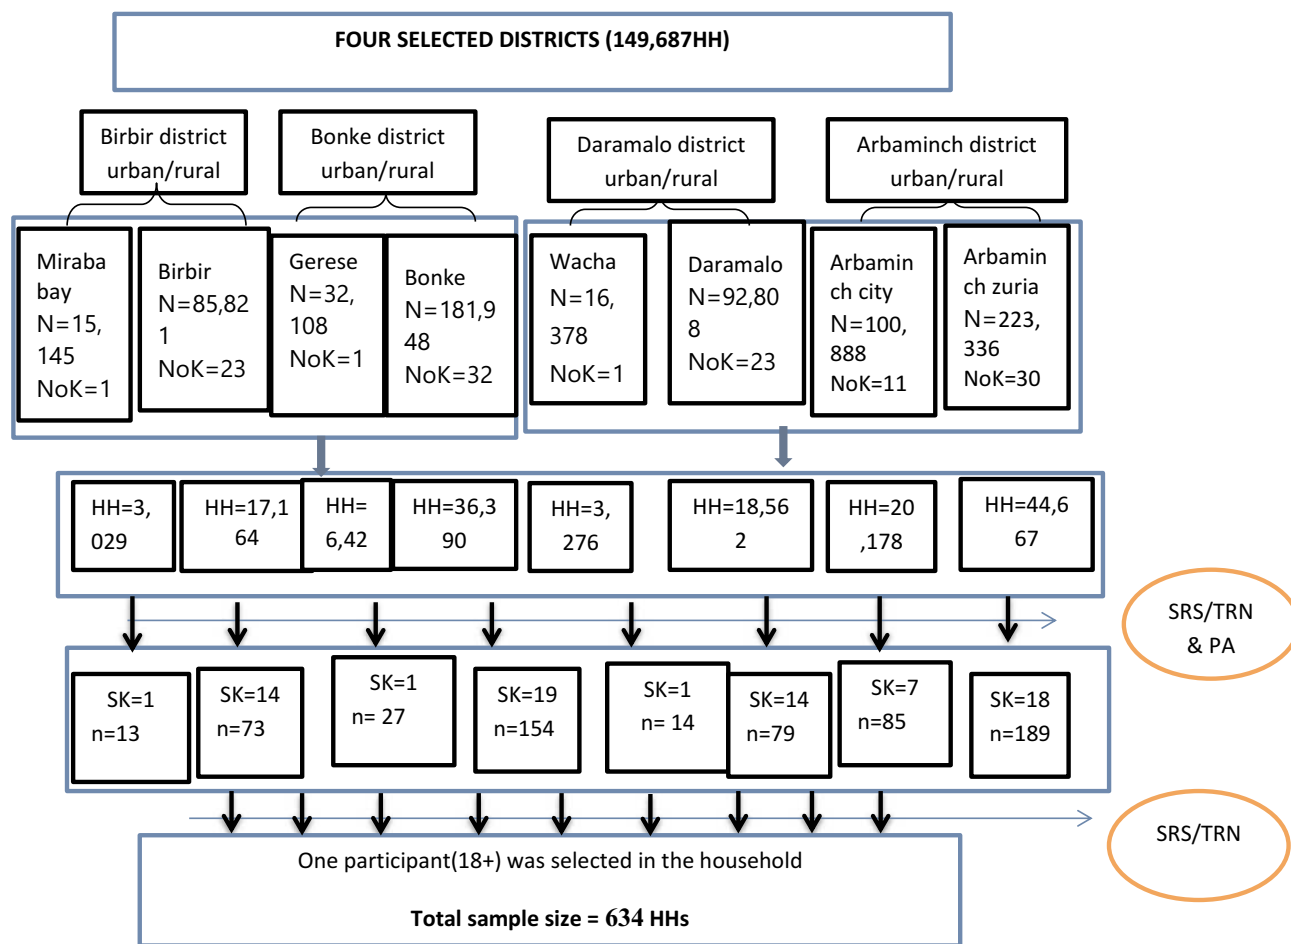 FOUR SELECTED DISTRICTS (149,687HH)
Birbir district
urban/rural
Bonke district
urban/rural
Daramalo district
urban/rural
Arbaminch district
urban/rural
Miraba
bay
N=15,
145
NoK=1
Birbir
N=85,82
1
NoK=23
Gerese
N=32,
108
NoK=1
Bonke
N=181,9
48
NoK=32
Wacha
N=16,
378
NoK=1
Daramalo
N=92,80
8
NoK=23
Arbamin
ch city
N=100,
888
NoK=11
Arbamin
ch zuria
N=223,
336
NoK=30
HH=3,
029
HH=17,1
64
HH=
6,42
HH=36,3
90
HH=3,
276
HH=18,56
2
HH=20
,178
HH=44,6
67
SRS/TRN
& PA
SK=1
n=13
SK=14
n=73
SK=1
n= 27
SK=19
n=154
SK=1
n= 14
SK=14
n=79
SK=7
n=85
SK=18
n=189
SRS/TRN
One participant(18+) was selected in the household
Total sample size = 634 HHs